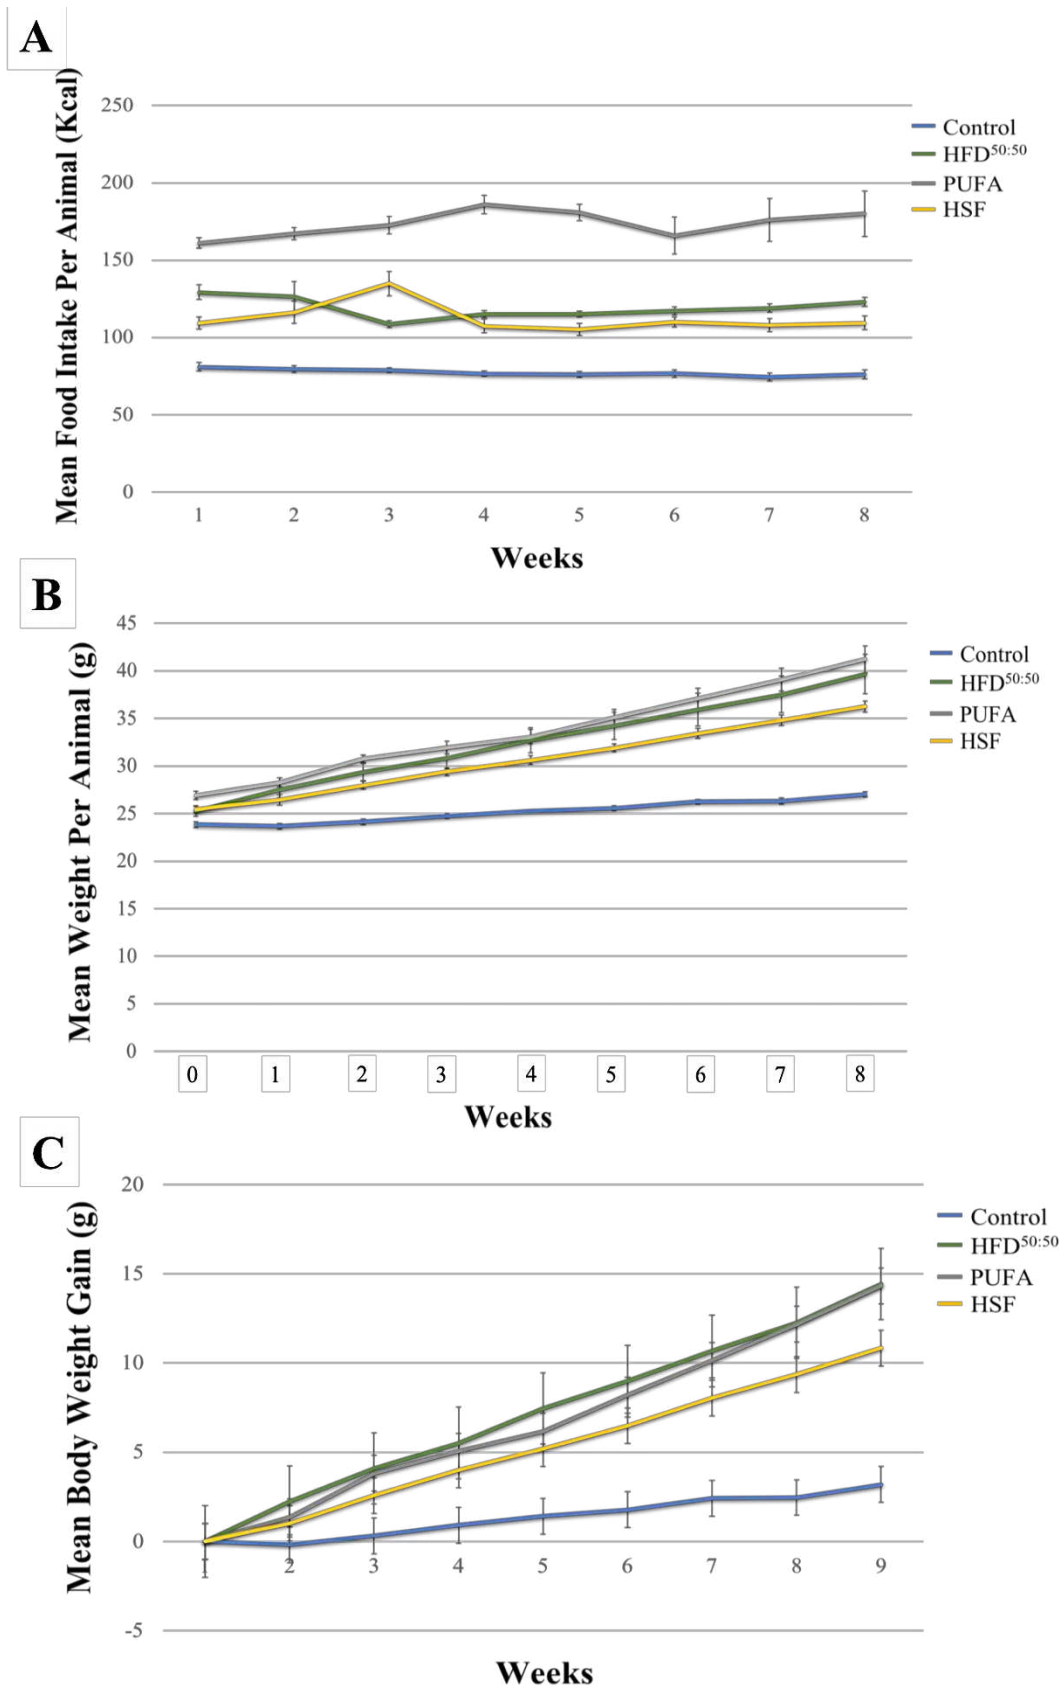 A
Mean Food Intake Per Animal (Kcal)
250
200
150
100
50
0
1 2 3 4 5 6 7 8
Weeks
Control
HFD50:50
PUFA
HSF
B
Mean Weight Per Animal (g)
45
40
35
30
25
20
15
10
5
0
0 1 2 3 4 5 6 7 8
Weeks
Control
HFD50:50
PUFA
HSF
C
Mean Body Weight Gain (g)
20
15
10
5
0
-5
2 3 4 5 6 7 8 9
Weeks
Control
HFD50:50
PUFA
HSF